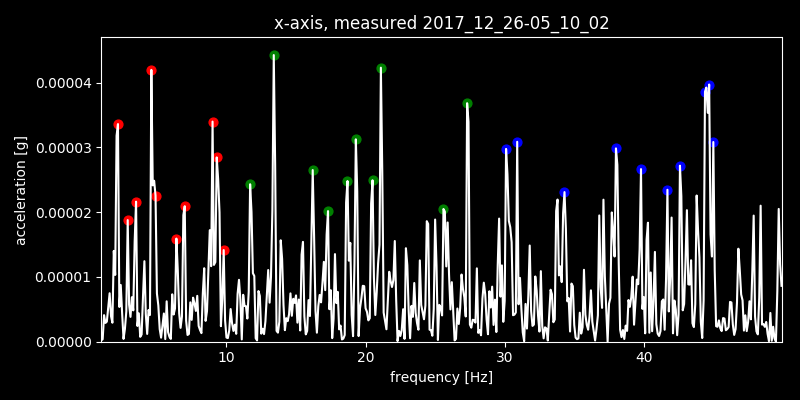 x-axis, measured 2017_12_26-05_10_02
acceleration [g]
0.00004
0.00003
0.00002
0.00001
0.00000
10 20 30 40
frequency [Hz]